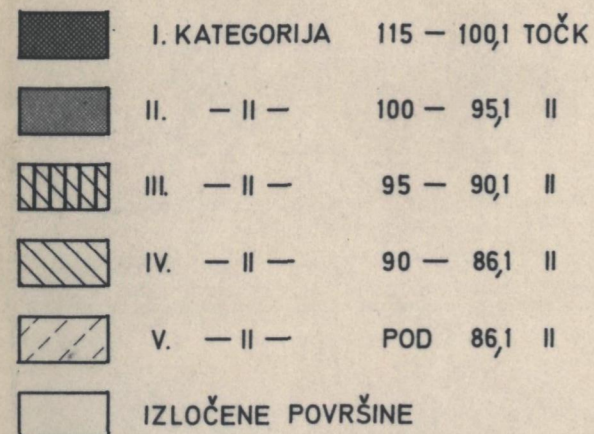 I. KATEGORIJA 115 — 100,1 TOČK
II. — II — 100 — 95,1 II
III. — II — 95 — 90,1 II
IV. — II — 90 — 86,1 II
V. — II — POD 86,1 II
IZLOČENE POVRŠINE